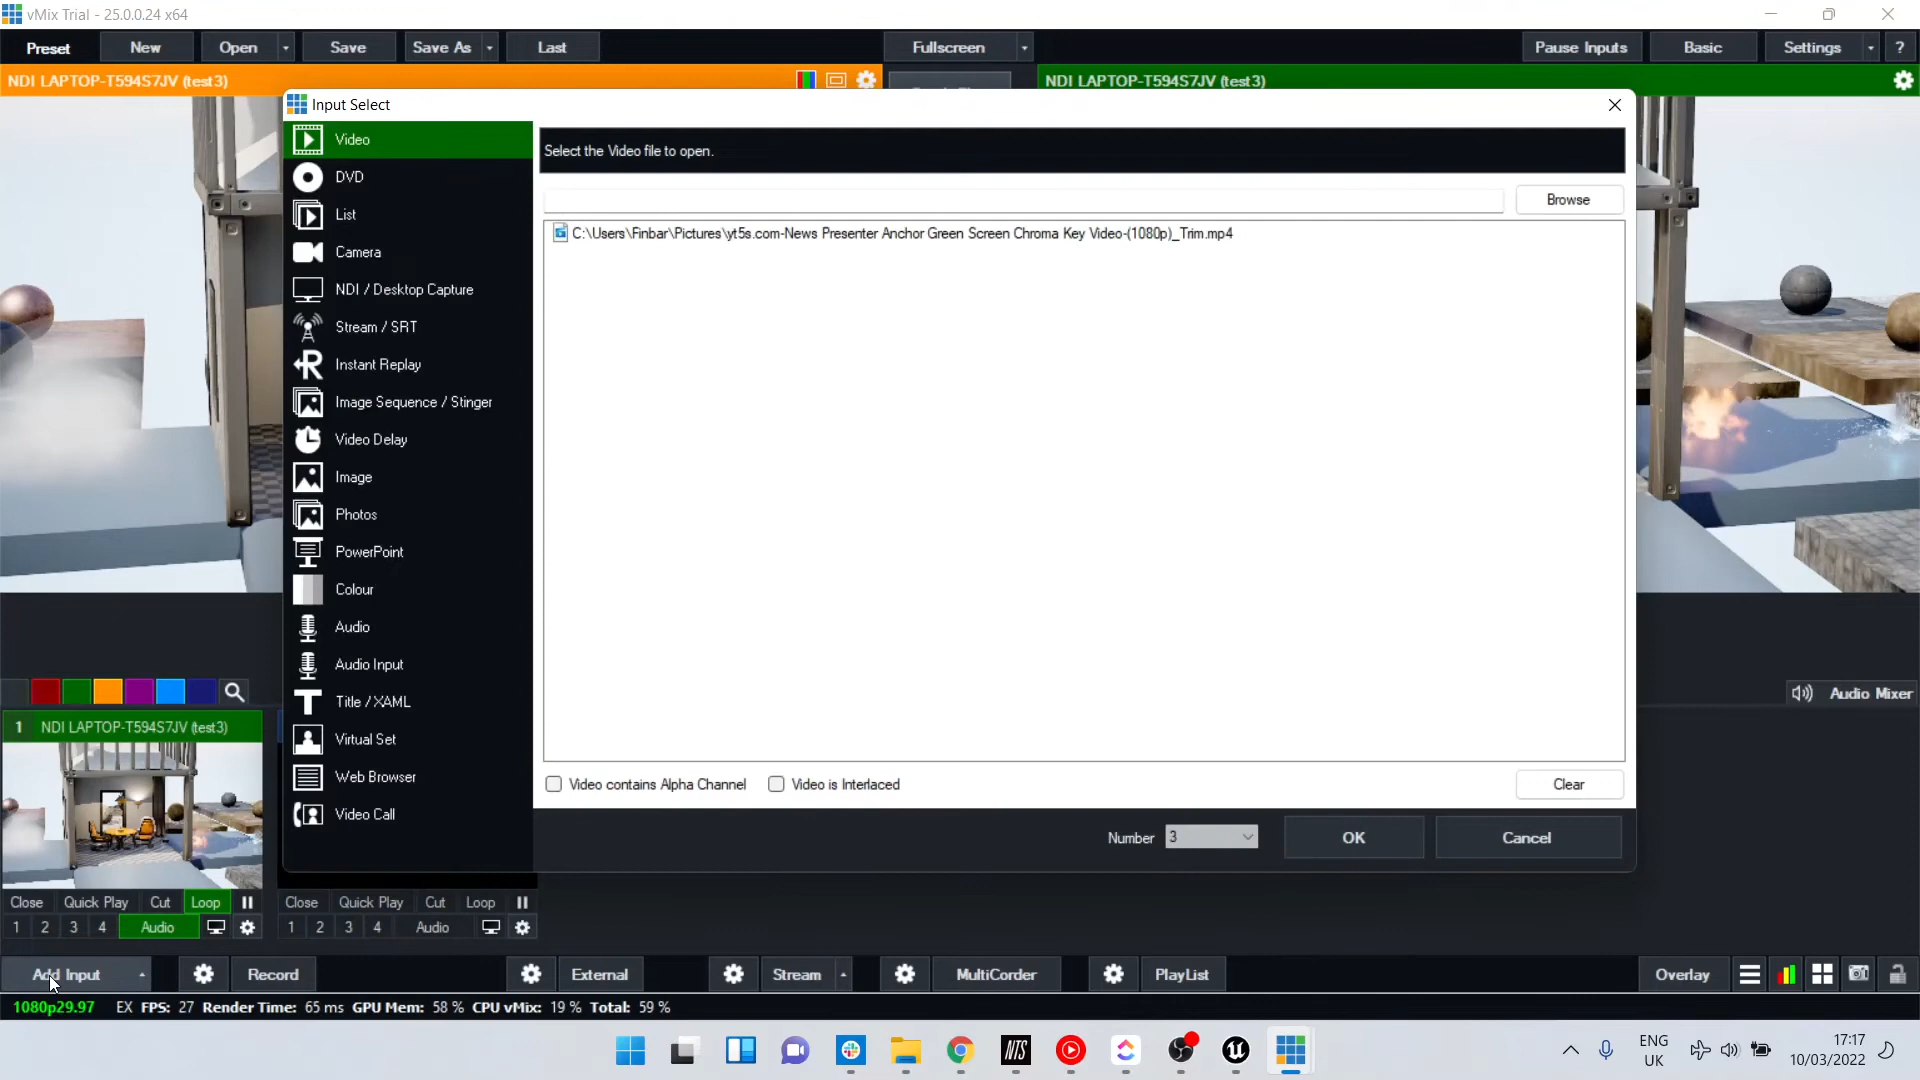 vMix Trial - 25.0.0.24 x64
Preset New Open Save Save As Last Fullscreen Pause Inputs Basic Settings ?
NDI LAPTOP-T594S7JV (test3) NDI LAPTOP-T594S7JV (test3)
Input Select
Video
Select the Video file to open.
DVD
Browse
List
C:\Users\Finbar\Pictures\yt5s.com-News Presenter Anchor Green Screen Chroma Key Video-(1080p)_Trim.mp4
Camera
NDI / Desktop Capture
Stream / SRT
Instant Replay
Image Sequence / Stinger
Video Delay
Image
Photos
PowerPoint
Colour
Audio
Audio Input
Title / XAML
Virtual Set
Web Browser
Video Call
Video contains Alpha Channel Video is Interlaced Clear
Number 3 OK Cancel
Audio Mixer
1 NDI LAPTOP-T594S7JV (test3)
Close Quick Play Cut Loop Close Quick Play Cut Loop
1 2 3 4 Audio 1 2 3 4 Audio
Add Input Record External Stream MultiCorder PlayList Overlay
1080p29.97 EX FPS: 27 Render Time: 65 ms GPU Mem: 58 % CPU vMix: 19 % Total: 59 %
NTS
ENG
UK
17:17
10/03/2022